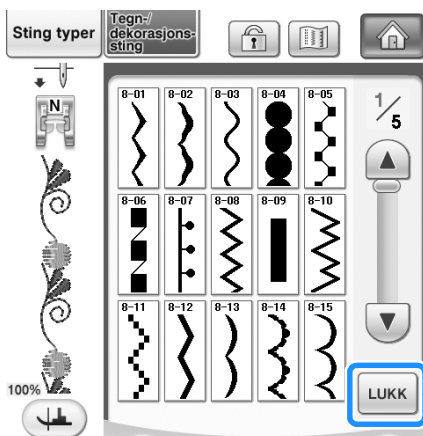 Sting typer
Tegn-/
dekorasjons-
sting
N
8-01 8-02 8-03 8-04 8-05
1/5
8-06 8-07 8-08 8-09 8-10
8-11 8-12 8-13 8-14 8-15
100%
LUKK